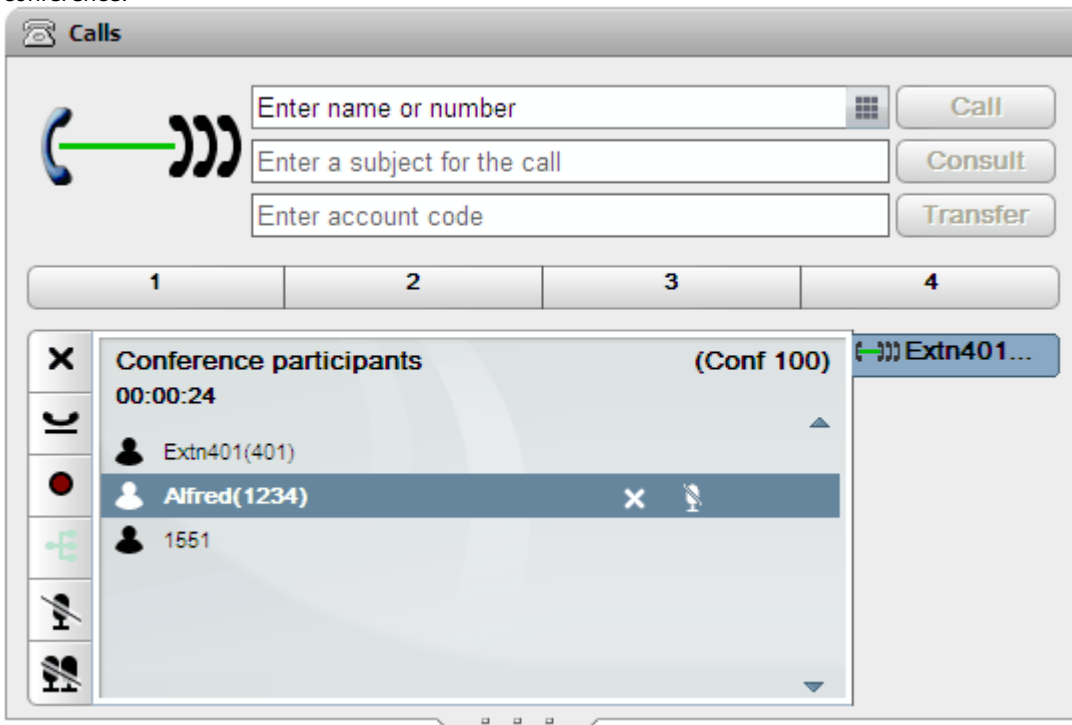 conference.
Calls
Enter name or number
Call
Enter a subject for the call
Consult
Enter account code
Transfer
1 2 3 4
Conference participants (Conf 100)
Extn401...
00:00:24
Extn401(401)
Alfred(1234)
1551